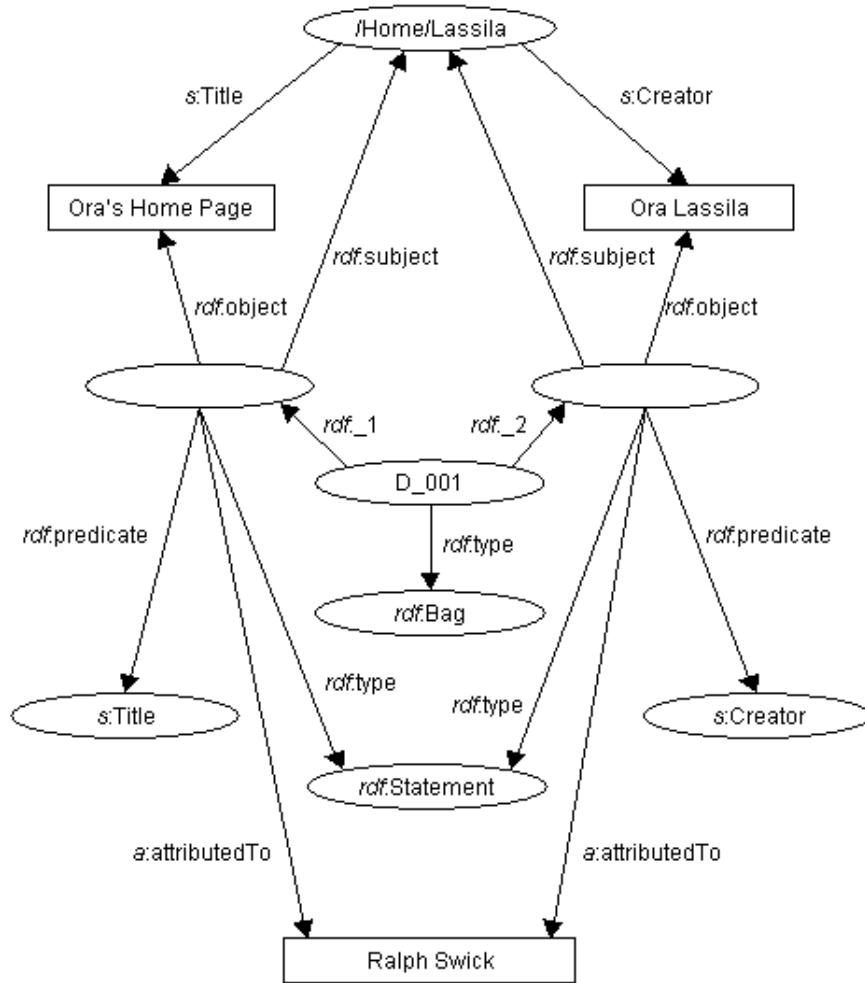 /Home/Lassila
s:Title
s:Creator
Ora's Home Page
Ora Lassila
rdf:subject
rdf:subject
rdf:object
rdf:object
rdf:_1
rdf:_2
D_001
rdf:predicate
rdf:type
rdf:predicate
rdf:Bag
rdf:type
rdf:type
s:Title
s:Creator
rdf:Statement
a:attributedTo
a:attributedTo
Ralph Swick